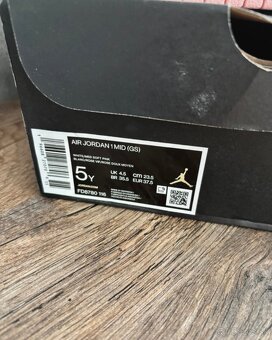 AIR JORDAN 1 MID (GS)
WHITE/MED SOFT PINK
5Y
UK 4.5 cm 23.5
BR 35.5 EUR 37.5
FD8780 116